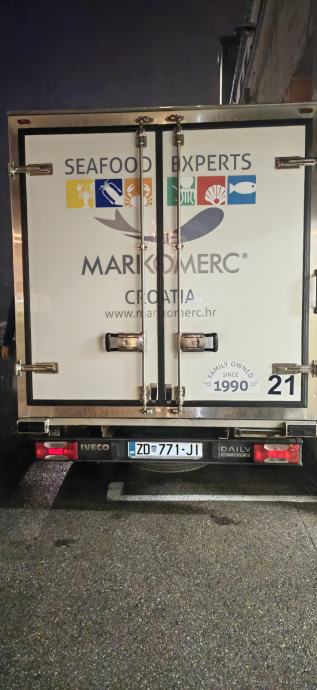 SEAFOOD EXPERTS
MARKOMERC®
CROATIA
www.markomerc.hr
FAMILY OWNED
SINCE
1990
21
IVECO
ZD 771-JI
DAILY